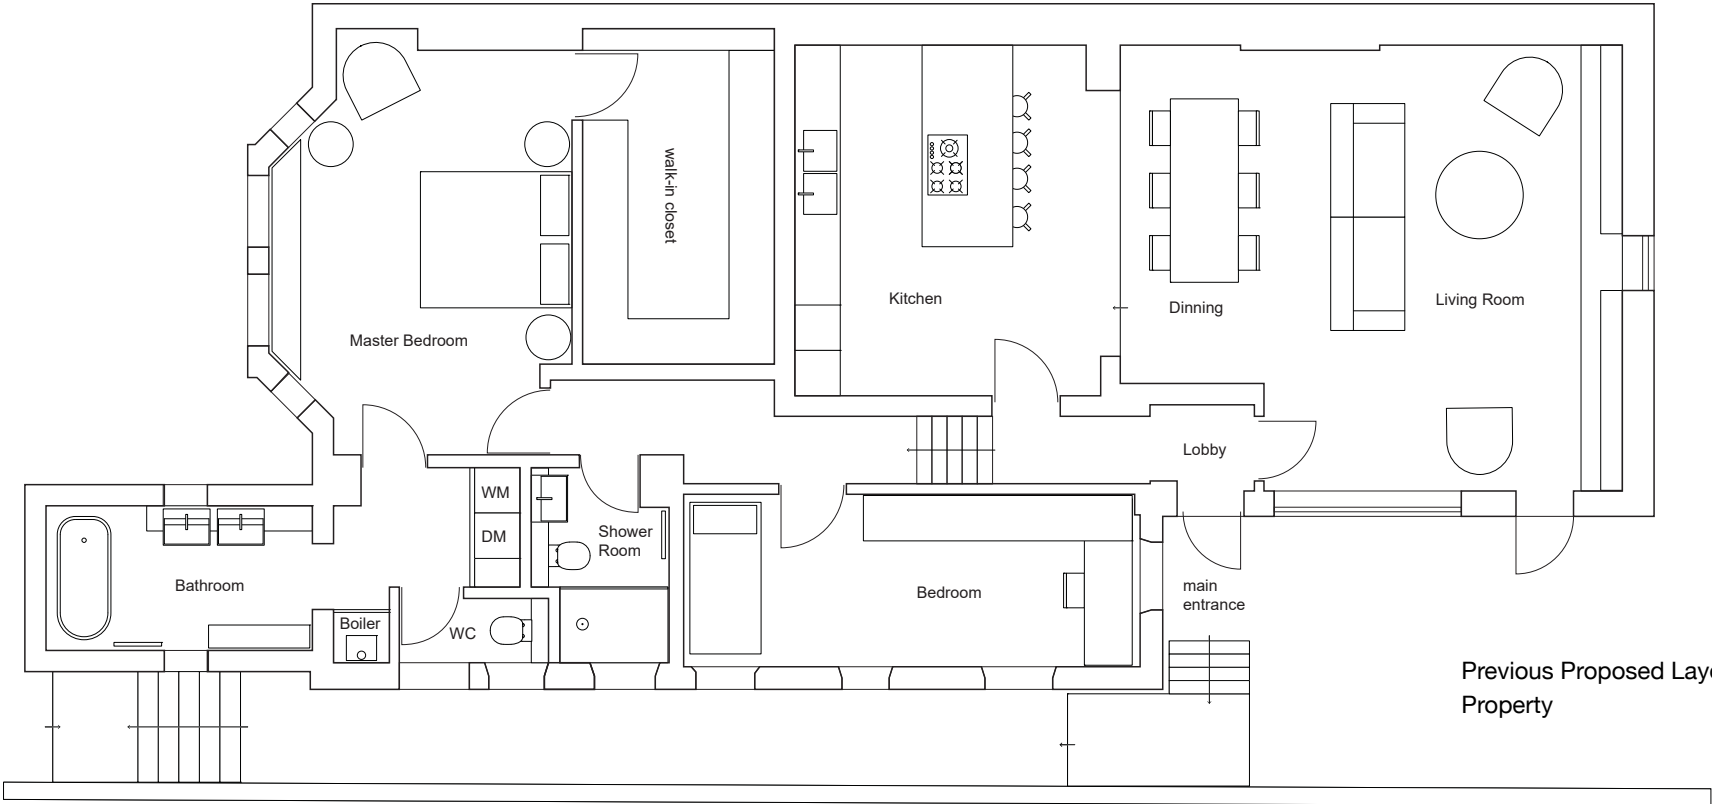 walk-in closet
Kitchen
Dinning
Living Room
Master Bedroom
Lobby
WM
DM
Shower
Room
Bathroom
Bedroom
main
entrance
Boiler
WC
Previous Proposed Lay
Property